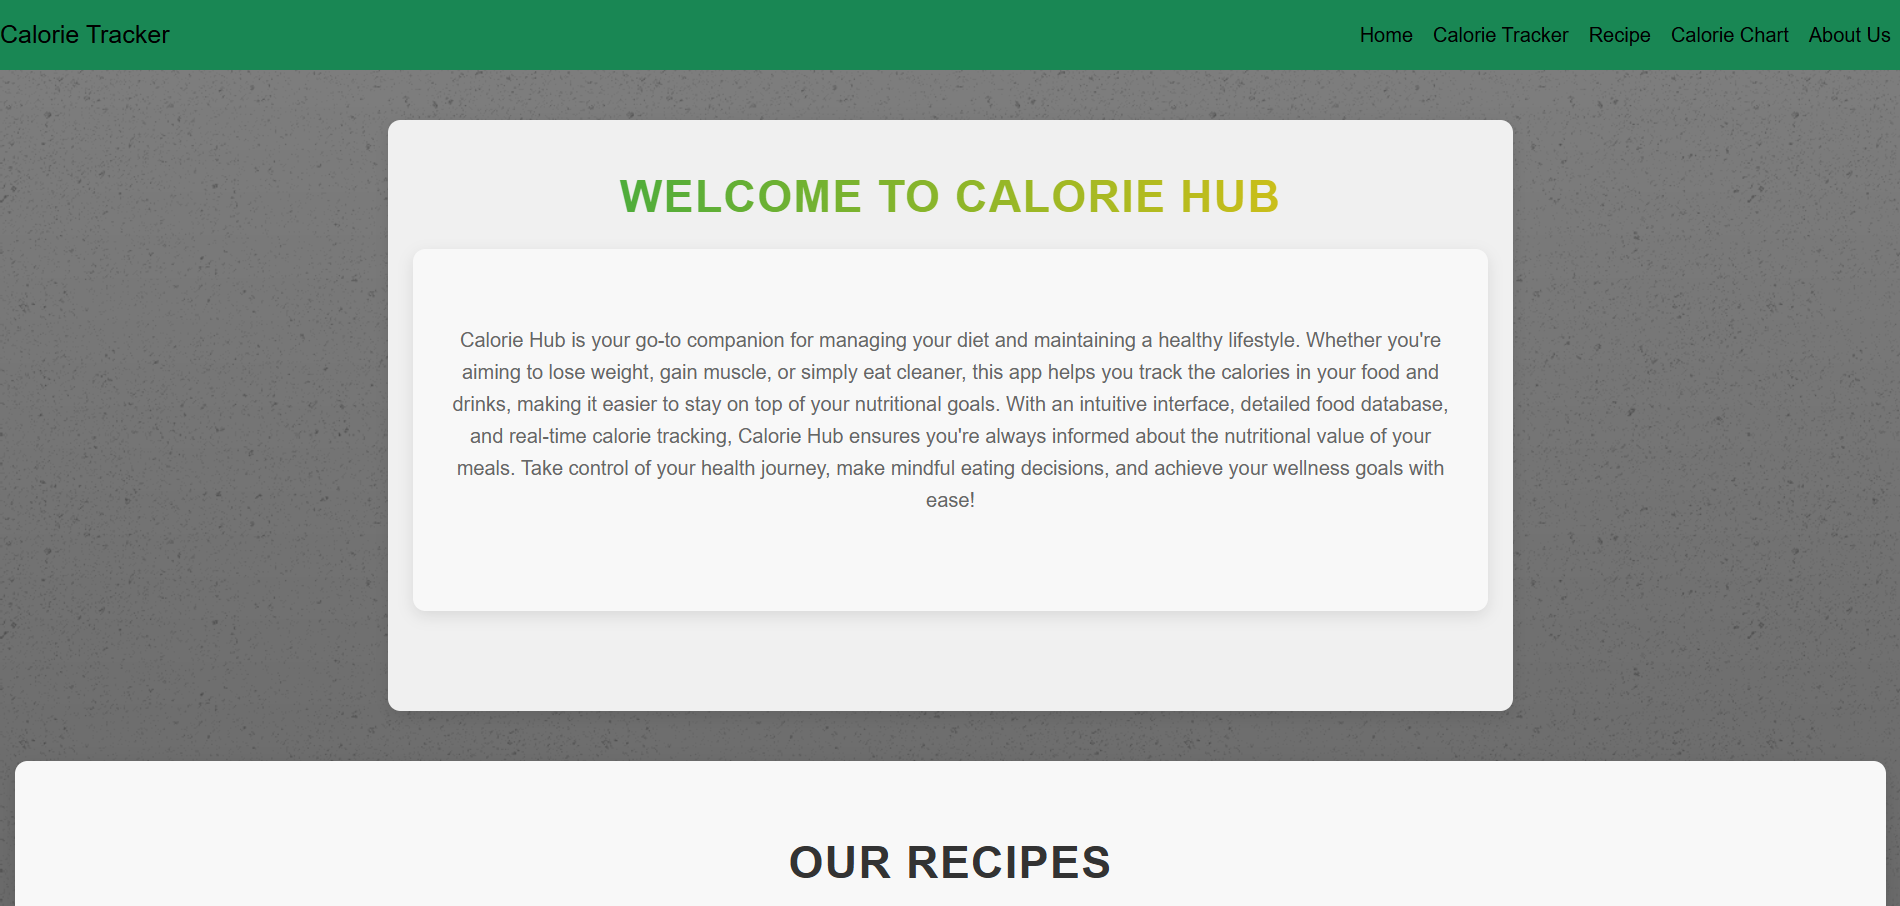 Calorie Tracker
Home Calorie Tracker Recipe Calorie Chart About Us
WELCOME TO CALORIE HUB
Calorie Hub is your go-to companion for managing your diet and maintaining a healthy lifestyle. Whether you're
aiming to lose weight, gain muscle, or simply eat cleaner, this app helps you track the calories in your food and
drinks, making it easier to stay on top of your nutritional goals. With an intuitive interface, detailed food database,
and real-time calorie tracking, Calorie Hub ensures you're always informed about the nutritional value of your
meals. Take control of your health journey, make mindful eating decisions, and achieve your wellness goals with
ease!
OUR RECIPES